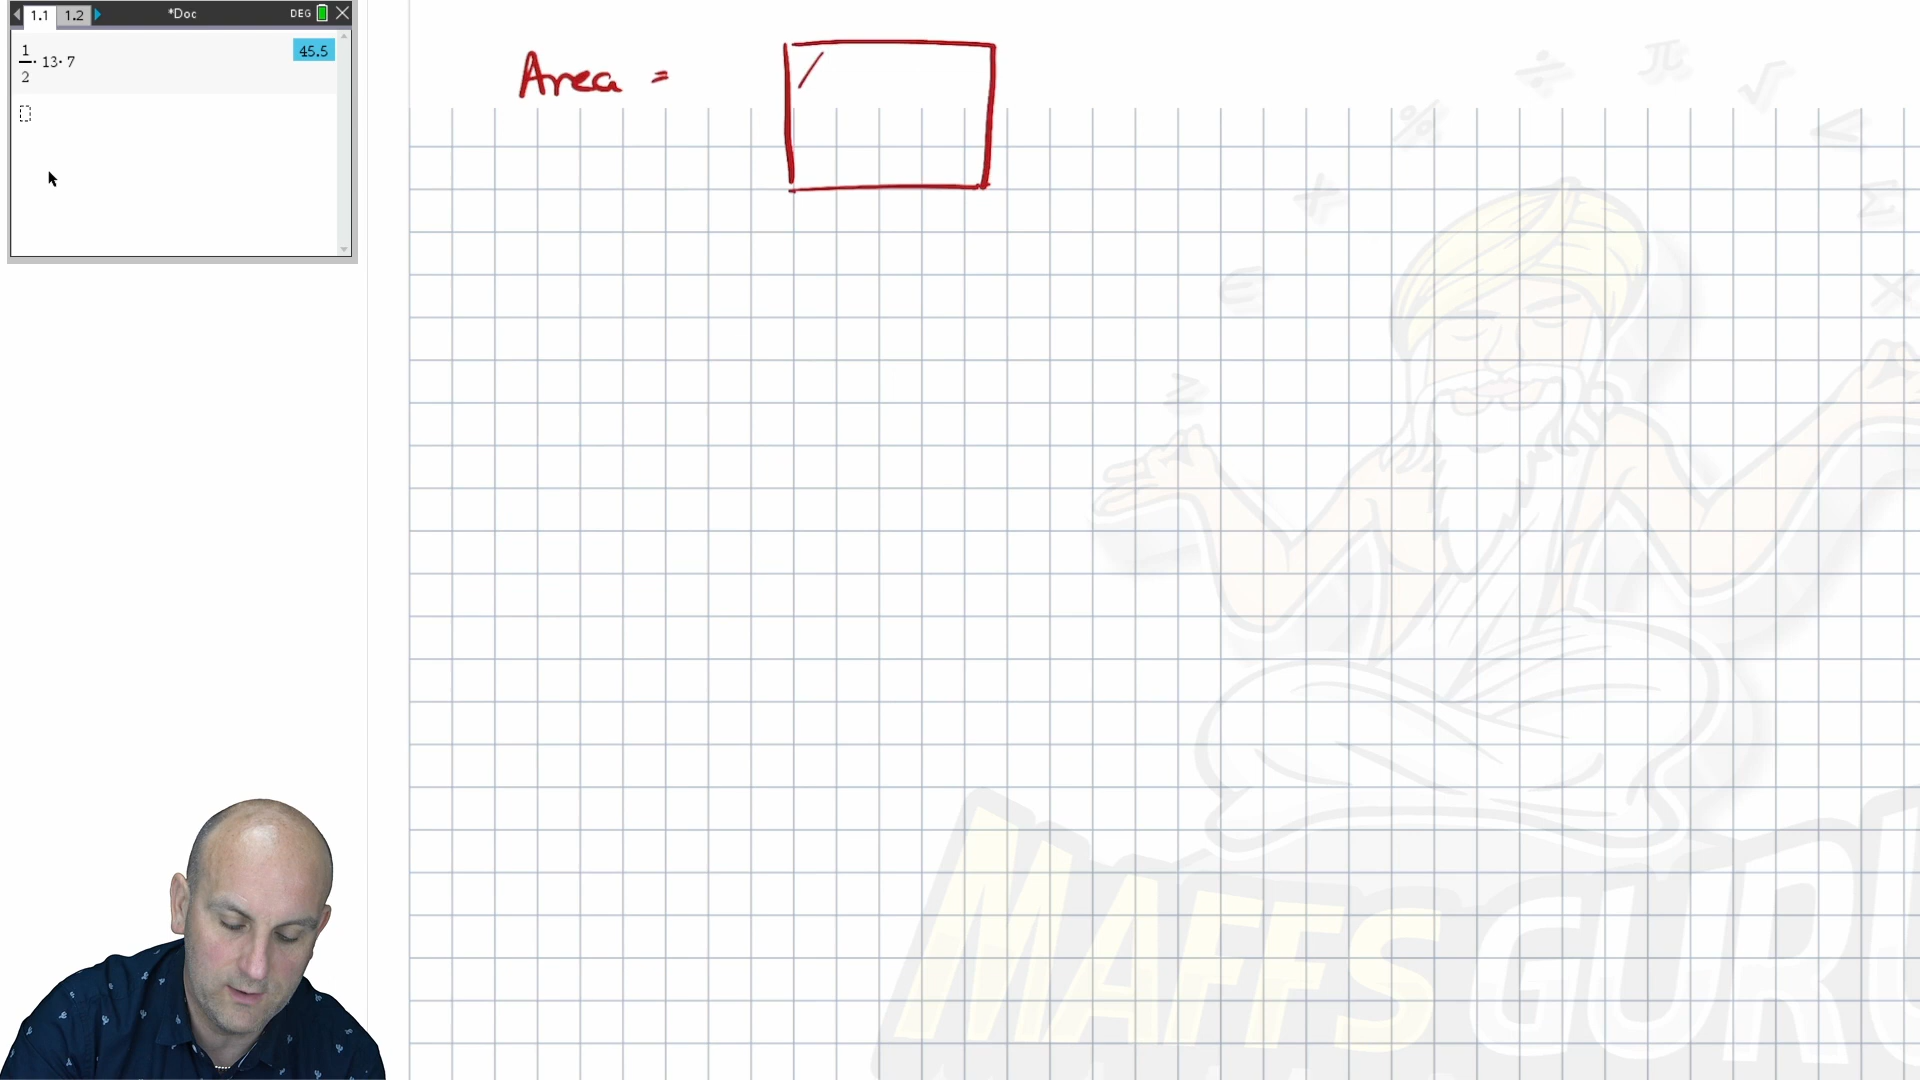 1.1 1.2 *Doc DEG
1/2 · 13 · 7 45.5
Area =
÷ π √ % < x Σ ∈ X
MAFFS GURU